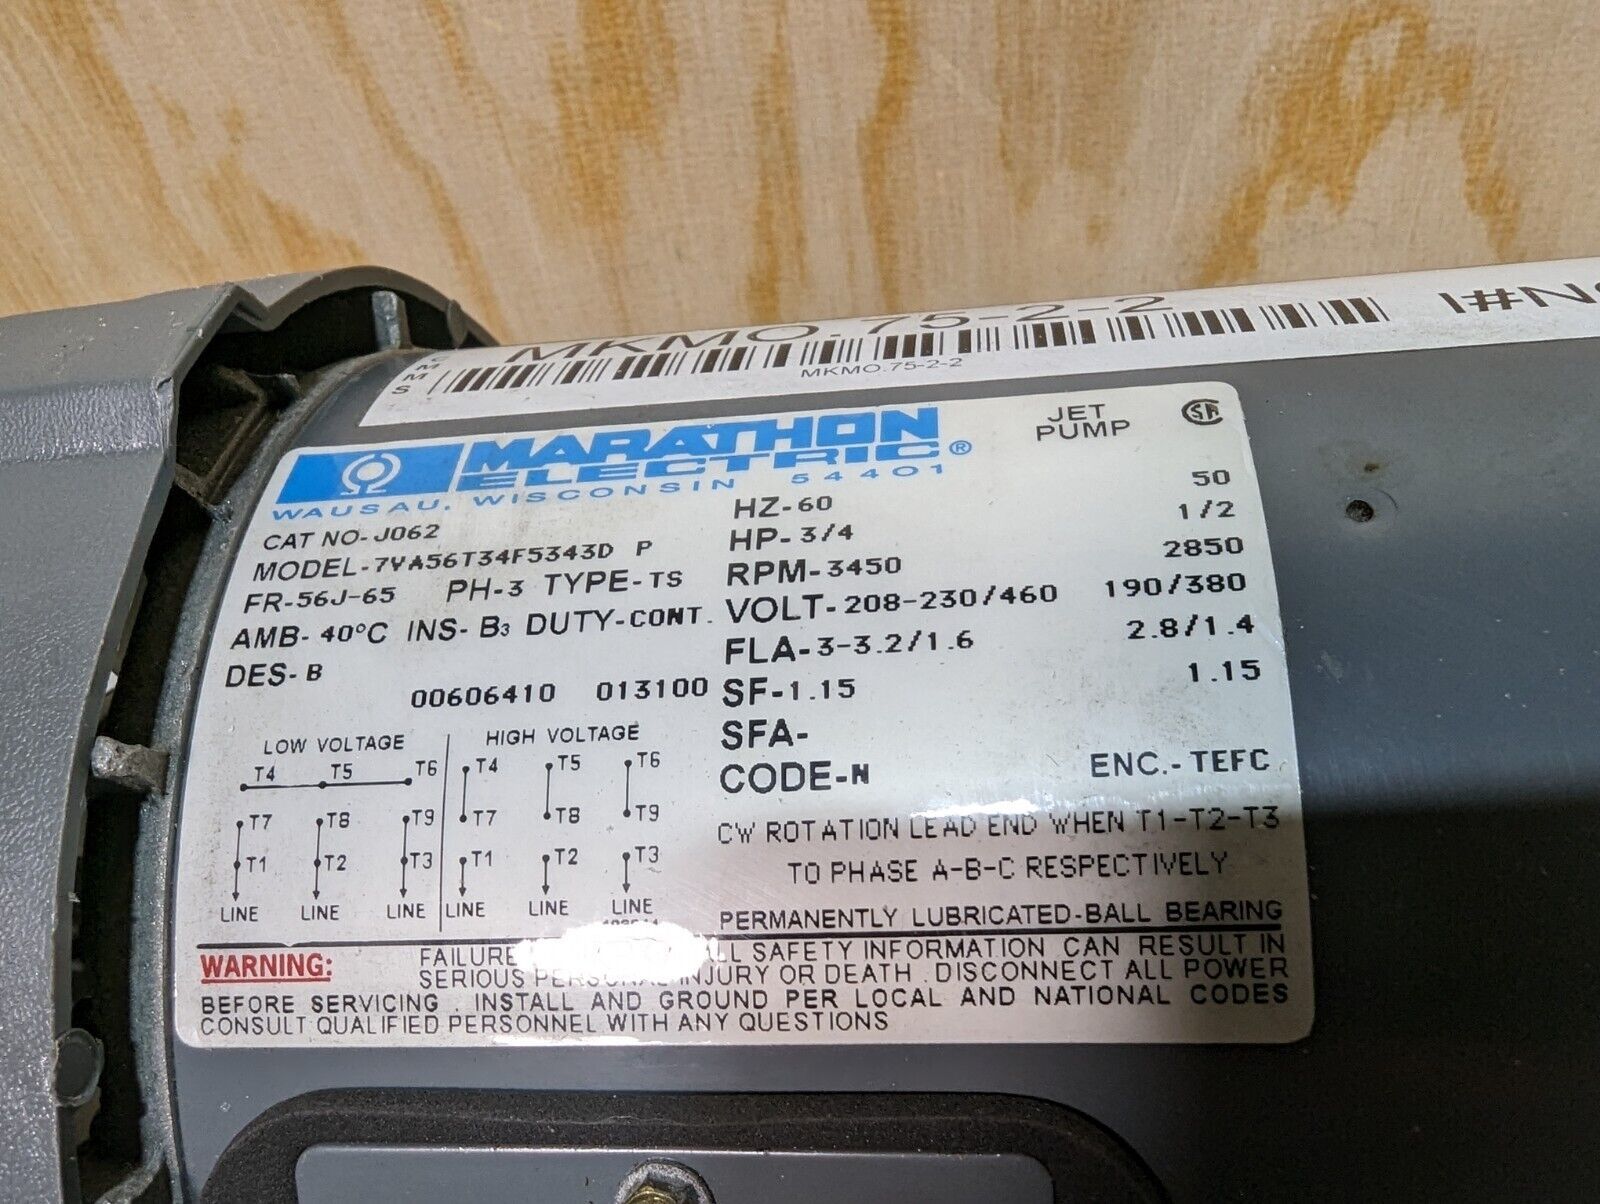 MKMO.75-2-2 I#N
C
M
S
MKMO.75-2-2
MARATHON
ELECTRIC®
WAUSAU, WISCONSIN 54401
JET
PUMP
CAT NO-J062
MODEL-7VA56T34F5343D P
FR-56J-65 PH-3 TYPE-TS
AMB-40°C INS-B3 DUTY-CONT.
DES-B
00606410 013100
HZ-60 50
HP-3/4 1/2
RPM-3450 2850
VOLT-208-230/460 190/380
FLA-3-3.2/1.6 2.8/1.4
SF-1.15 1.15
SFA-
CODE-N ENC.-TEFC
LOW VOLTAGE HIGH VOLTAGE
T4 T5 T6 T4 T5 T6
T7 T8 T9 T7 T8 T9
T1 T2 T3 T1 T2 T3
LINE LINE LINE LINE LINE LINE
CW ROTATION LEAD END WHEN T1-T2-T3
TO PHASE A-B-C RESPECTIVELY
PERMANENTLY LUBRICATED-BALL BEARING
WARNING: FAILURE SAFETY INFORMATION CAN RESULT IN
SERIOUS PERSONAL INJURY OR DEATH. DISCONNECT ALL POWER
BEFORE SERVICING. INSTALL AND GROUND PER LOCAL AND NATIONAL CODES
CONSULT QUALIFIED PERSONNEL WITH ANY QUESTIONS